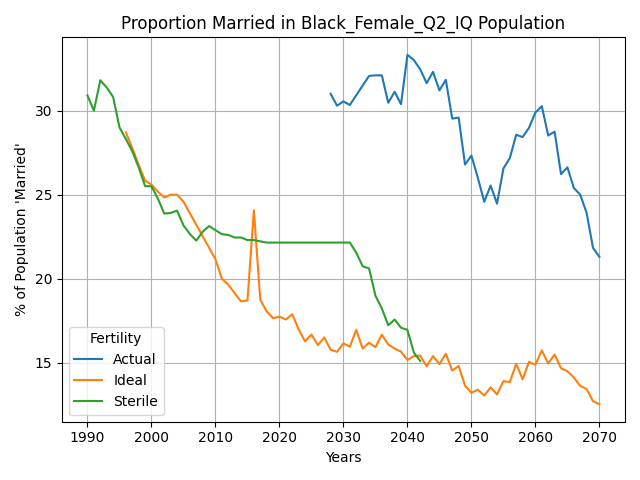 Proportion Married in Black_Female_Q2_IQ Population
% of Population 'Married'
30
25
20
15
Fertility
Actual
Ideal
Sterile
1990 2000 2010 2020 2030 2040 2050 2060 2070
Years